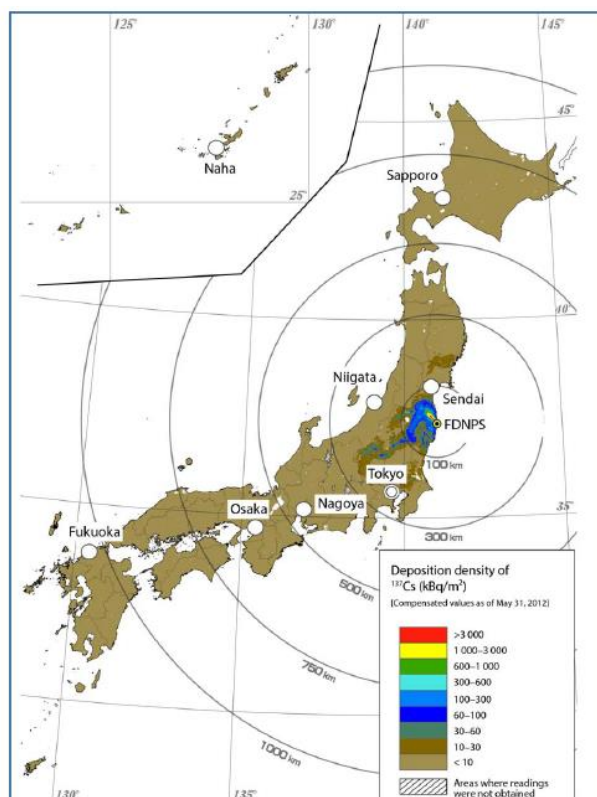 125
130
140
145
45
Naha
25
Sapporo
40
Niigata
Sendai
FDNPS
100 km
Tokyo
Osaka
Nagoya
35
Fukuoka
300 km
500 km
750 km
1000 km
130
135
Deposition density of
¹³⁷Cs (kBq/m²)
[Compensated values as of May 31, 2012]
>3 000
1 000–3 000
600–1 000
300–600
100–300
60–100
30–60
10–30
< 10
Areas where readings
were not obtained